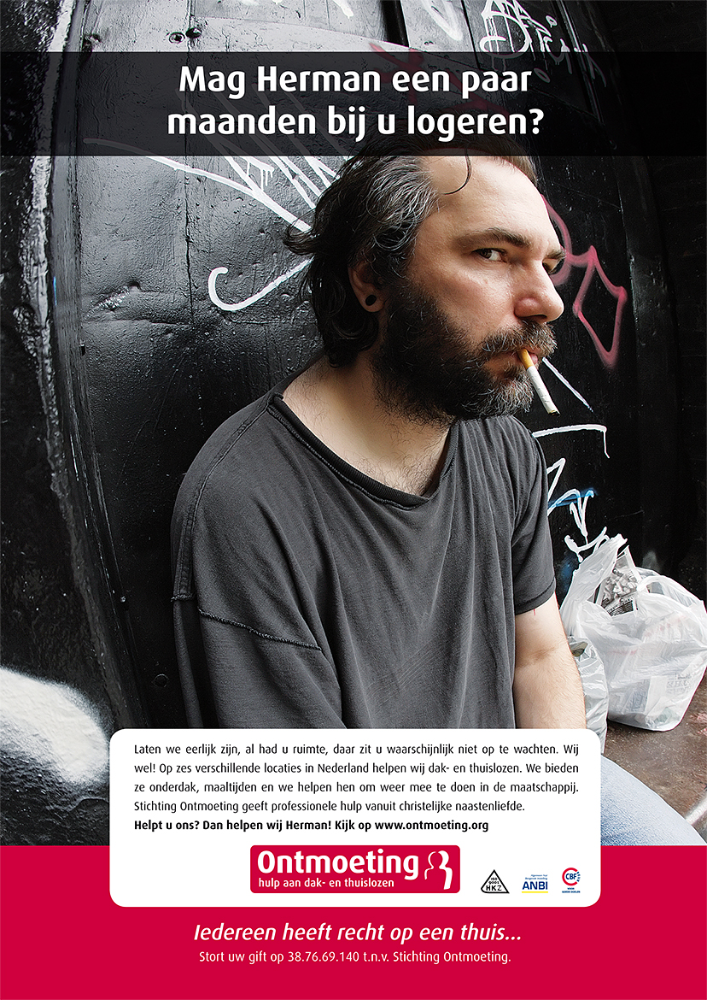 Mag Herman een paar
maanden bij u logeren?
Laten we eerlijk zijn, al had u ruimte, daar zit u waarschijnlijk niet op te wachten. Wij
wel! Op zes verschillende locaties in Nederland helpen wij dak- en thuislozen. We bieden
ze onderdak, maaltijden en we helpen hen om weer mee te doen in de maatschappij.
Stichting Ontmoeting geeft professionele hulp vanuit christelijke naastenliefde.
Helpt u ons? Dan helpen wij Herman! Kijk op www.ontmoeting.org
Ontmoeting
hulp aan dak- en thuislozen
ISO
9001
HKZ
ANBI
CBF
Iedereen heeft recht op een thuis...
Stort uw gift op 38.76.69.140 t.n.v. Stichting Ontmoeting.